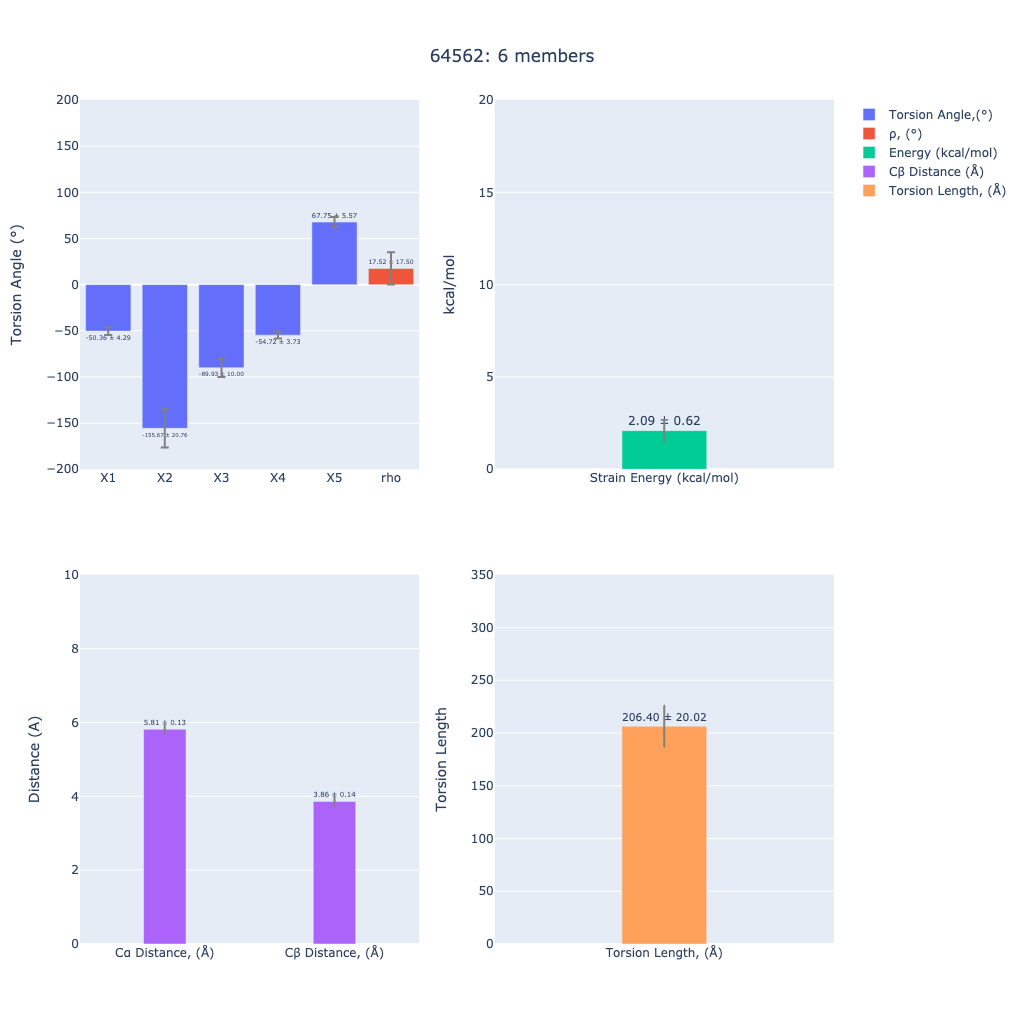 64562: 6 members
Torsion Angle (°)
200
150
100
50
0
−50
−100
−150
−200
-50.36 ± 4.29
-155.67 ± 20.76
-89.93 ± 10.00
-54.72 ± 3.73
67.75 ± 5.57
17.52 ± 17.50
X1 X2 X3 X4 X5 rho
kcal/mol
20
15
10
5
0
2.09 ± 0.62
Strain Energy (kcal/mol)
Torsion Angle,(°)
ρ, (°)
Energy (kcal/mol)
Cβ Distance (Å)
Torsion Length, (Å)
Distance (A)
10
8
6
4
2
0
5.81 ± 0.13
3.86 ± 0.14
Cα Distance, (Å) Cβ Distance, (Å)
Torsion Length
350
300
250
200
150
100
50
0
206.40 ± 20.02
Torsion Length, (Å)